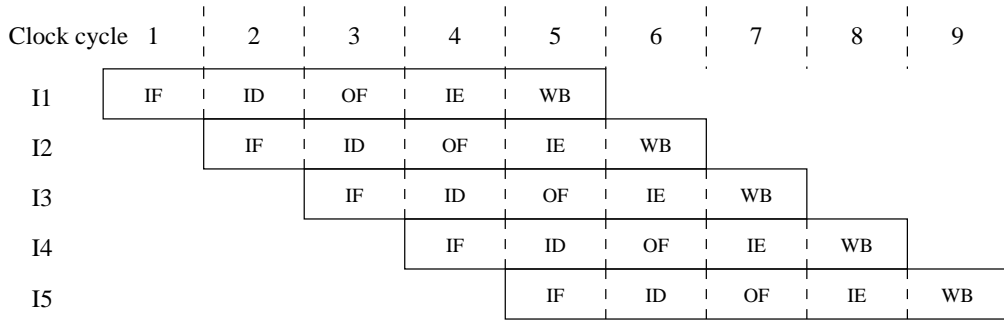 Clock cycle 1 2 3 4 5 6 7 8 9
I1 IF ID OF IE WB
I2 IF ID OF IE WB
I3 IF ID OF IE WB
I4 IF ID OF IE WB
I5 IF ID OF IE WB